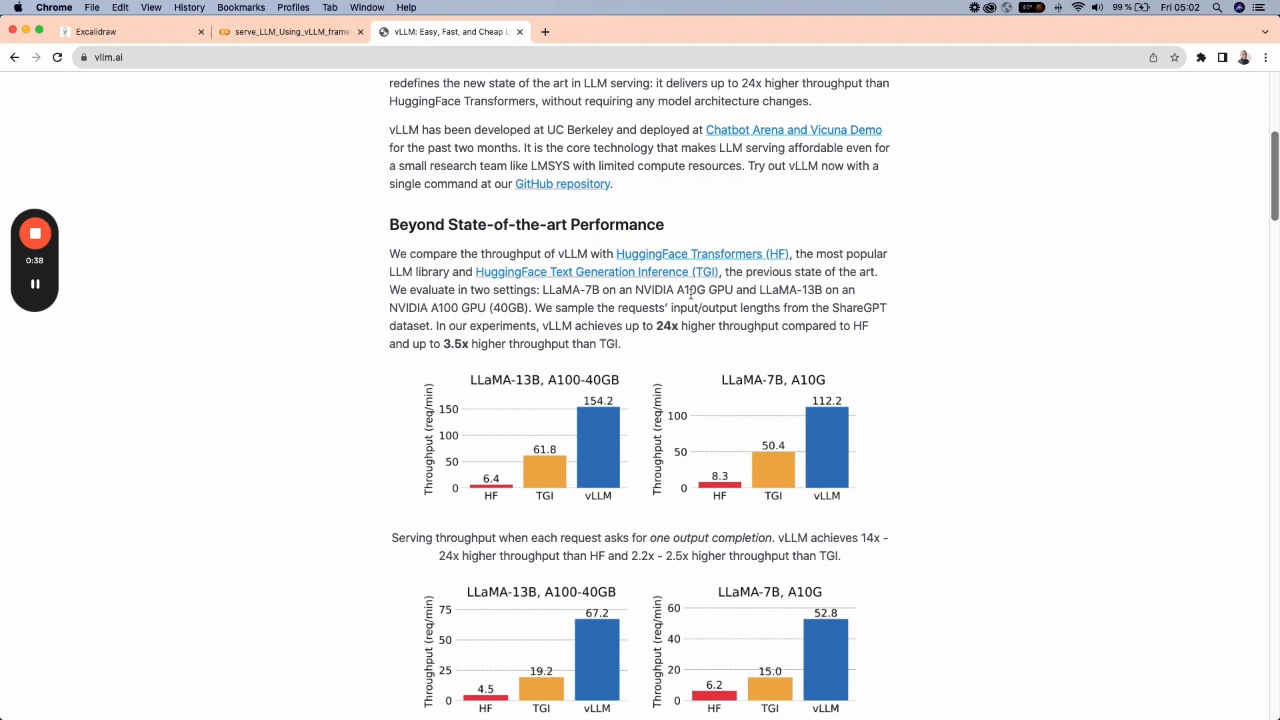 Chrome File Edit View History Bookmarks Profiles Tab Window Help 40° 99% Fri 05:02
Excalidraw serve_LLM_Using_vLLM_frame vLLM: Easy, Fast, and Cheap L
vllm.ai
redefines the new state of the art in LLM serving: it delivers up to 24x higher throughput than
HuggingFace Transformers, without requiring any model architecture changes.
vLLM has been developed at UC Berkeley and deployed at Chatbot Arena and Vicuna Demo
for the past two months. It is the core technology that makes LLM serving affordable even for
a small research team like LMSYS with limited compute resources. Try out vLLM now with a
single command at our GitHub repository.
0:38
Beyond State-of-the-art Performance
We compare the throughput of vLLM with HuggingFace Transformers (HF), the most popular
LLM library and HuggingFace Text Generation Inference (TGI), the previous state of the art.
We evaluate in two settings: LLaMA-7B on an NVIDIA A10G GPU and LLaMA-13B on an
NVIDIA A100 GPU (40GB). We sample the requests' input/output lengths from the ShareGPT
dataset. In our experiments, vLLM achieves up to 24x higher throughput compared to HF
and up to 3.5x higher throughput than TGI.
LLaMA-13B, A100-40GB
Throughput (req/min)
150
100
50
0
6.4
61.8
154.2
HF TGI vLLM
LLaMA-7B, A10G
Throughput (req/min)
100
50
0
8.3
50.4
112.2
HF TGI vLLM
Serving throughput when each request asks for one output completion. vLLM achieves 14x -
24x higher throughput than HF and 2.2x - 2.5x higher throughput than TGI.
LLaMA-13B, A100-40GB
Throughput (req/min)
75
50
25
0
4.5
19.2
67.2
HF TGI vLLM
LLaMA-7B, A10G
Throughput (req/min)
60
40
20
0
6.2
15.0
52.8
HF TGI vLLM